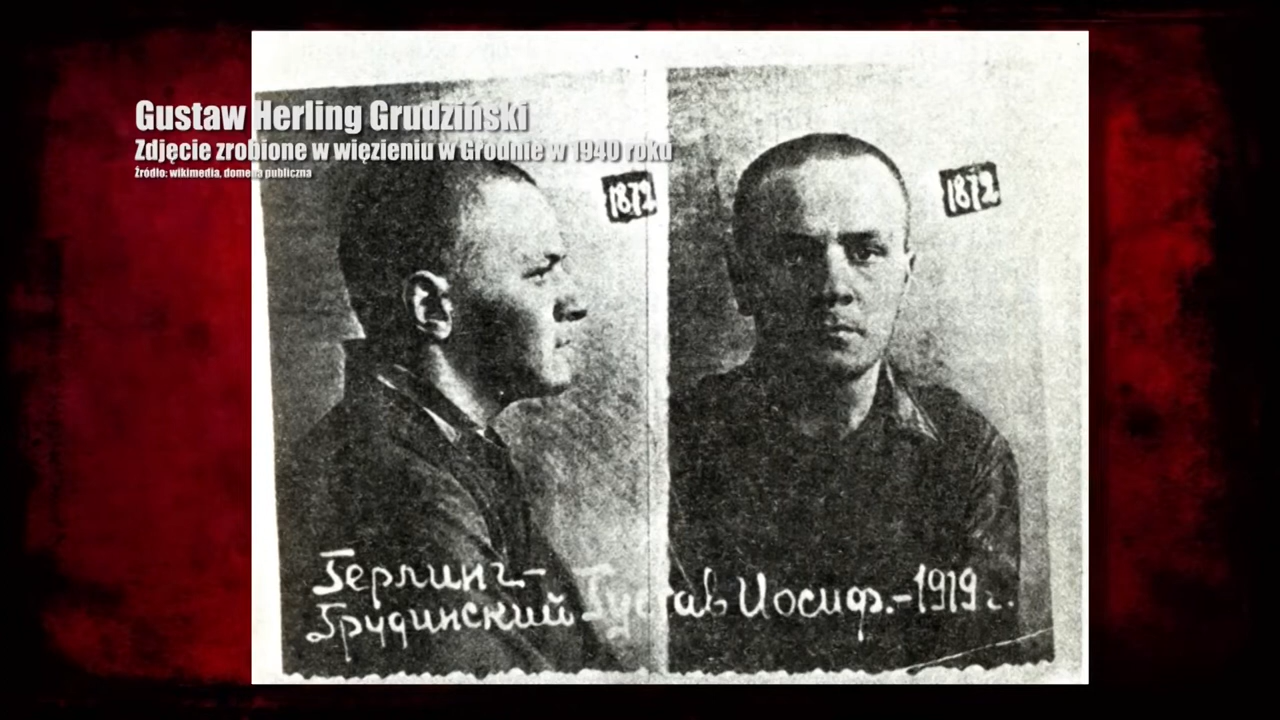 Gustaw Herling Grudziński
Zdjęcie zrobione w więzieniu w Grodnie w 1940 roku
Źródło: wikimedia, domena publiczna
1872
1872
Герлинг-
Грудинский Густав Иосиф.-1919 г.